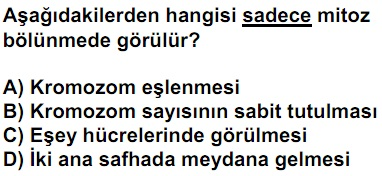 Aşağıdakilerden hangisi sadece mitoz
bölünmede görülür?
A) Kromozom eşlenmesi
B) Kromozom sayısının sabit tutulması
C) Eşey hücrelerinde görülmesi
D) İki ana safhada meydana gelmesi